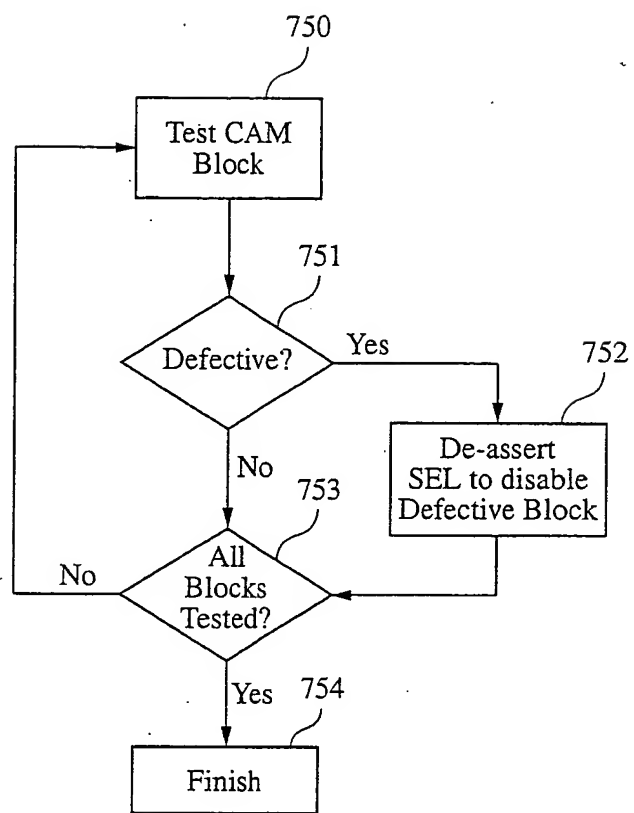 750
Test CAM
Block
751
Defective?
Yes
752
De-assert
SEL to disable
Defective Block
No
753
All
Blocks
Tested?
No
Yes
754
Finish